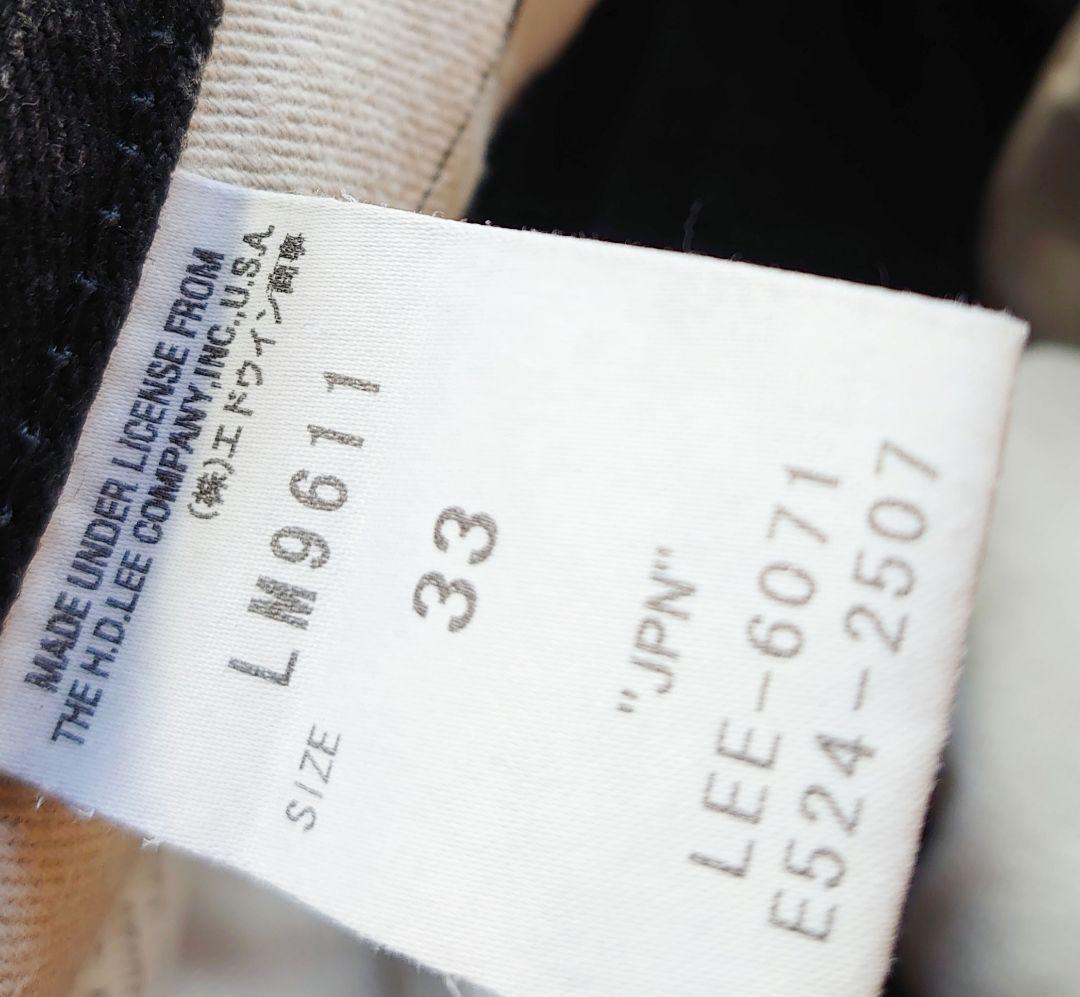 MADE UNDER LICENSE FROM
THE H.D.LEE COMPANY,INC.,U.S.A.
(株)エドウイン商事
LM9611
SIZE 33
"JPN"
LEE-6071
E524-2507